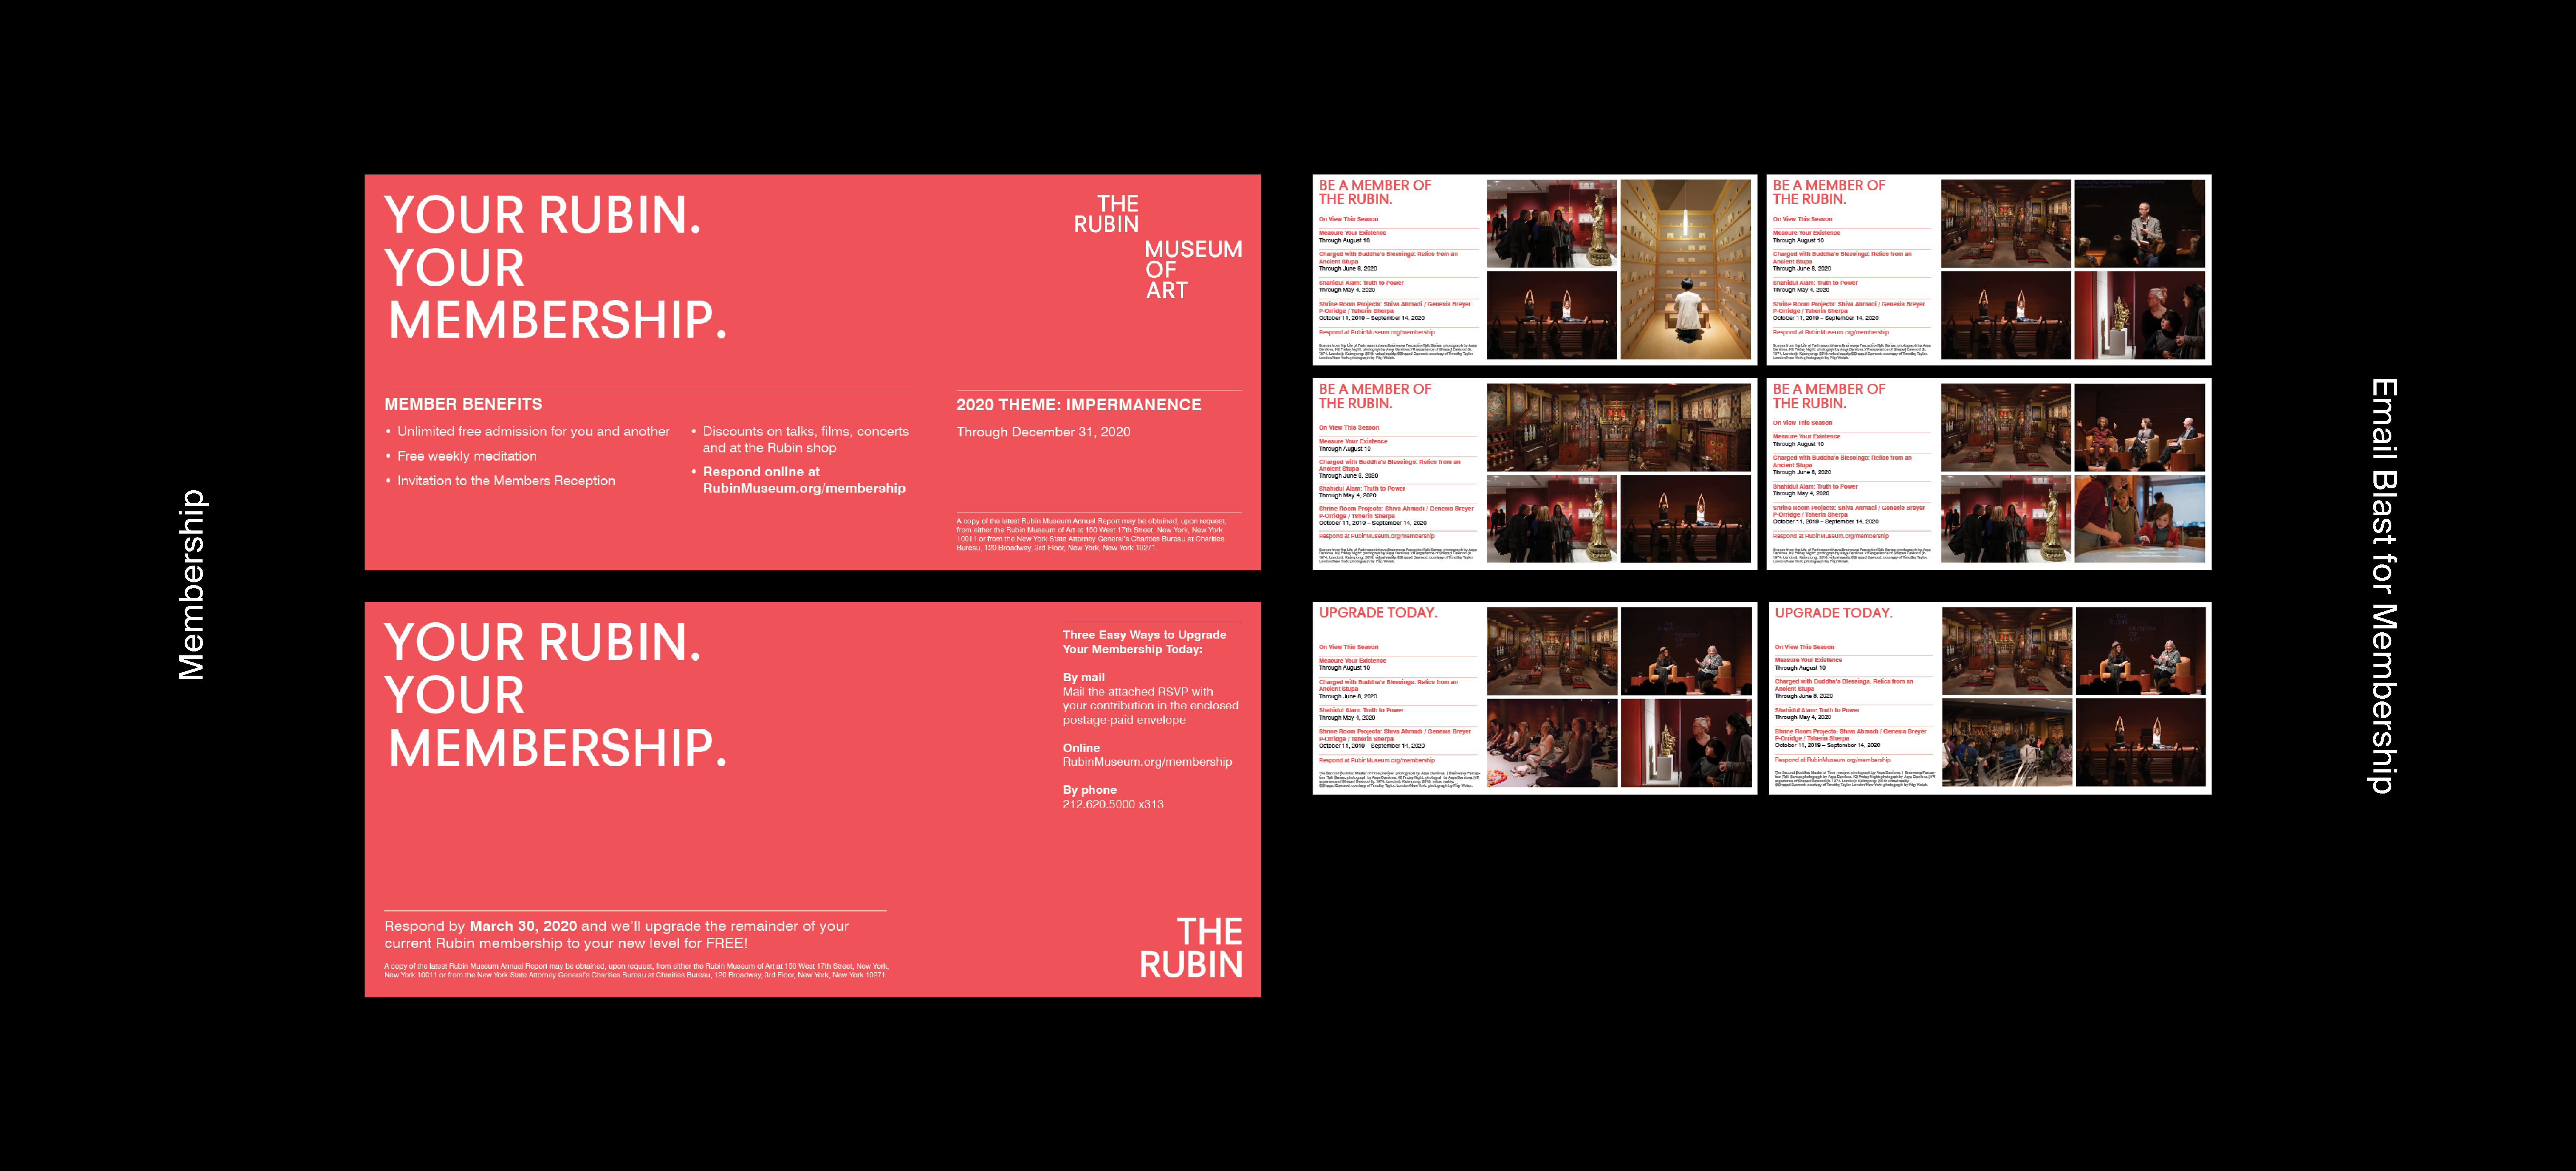 Membership
YOUR RUBIN.
YOUR
MEMBERSHIP.
THE
RUBIN
MUSEUM
OF
ART
MEMBER BENEFITS
• Unlimited free admission for you and another
• Free weekly meditation
• Invitation to the Members Reception
• Discounts on talks, films, concerts
and at the Rubin shop
• Respond online at
RubinMuseum.org/membership
2020 THEME: IMPERMANENCE
Through December 31, 2020
A copy of the latest Rubin Museum Annual Report may be obtained, upon request,
from either the Rubin Museum of Art at 150 West 17th Street, New York, New York
10011 or from the New York State Attorney General's Charities Bureau at Charities
Bureau, 120 Broadway, 3rd Floor, New York, New York 10271.
YOUR RUBIN.
YOUR
MEMBERSHIP.
Three Easy Ways to Upgrade
Your Membership Today:
By mail
Mail the attached RSVP with
your contribution in the enclosed
postage-paid envelope
Online
RubinMuseum.org/membership
By phone
212.620.5000 x313
Respond by March 30, 2020 and we'll upgrade the remainder of your
current Rubin membership to your new level for FREE!
A copy of the latest Rubin Museum Annual Report may be obtained, upon request, from either the Rubin Museum of Art at 150 West 17th Street, New York,
New York 10011 or from the New York State Attorney General's Charities Bureau at Charities Bureau, 120 Broadway, 3rd Floor, New York, New York 10271.
THE
RUBIN
BE A MEMBER OF
THE RUBIN.
On View This Season
Measure Your Existence
Through August 10
Charged with Buddha's Blessings: Relics from an
Ancient Stupa
Through June 8, 2020
Shahidul Alam: Truth to Power
Through May 4, 2020
Shrine Room Projects: Shiva Ahmadi / Genesis Breyer
P-Orridge / Tsherin Sherpa
October 11, 2019 – September 14, 2020
Respond at RubinMuseum.org/membership
BE A MEMBER OF
THE RUBIN.
On View This Season
Measure Your Existence
Through August 10
Charged with Buddha's Blessings: Relics from an
Ancient Stupa
Through June 8, 2020
Shahidul Alam: Truth to Power
Through May 4, 2020
Shrine Room Projects: Shiva Ahmadi / Genesis Breyer
P-Orridge / Tsherin Sherpa
October 11, 2019 – September 14, 2020
Respond at RubinMuseum.org/membership
BE A MEMBER OF
THE RUBIN.
On View This Season
Measure Your Existence
Through August 10
Charged with Buddha's Blessings: Relics from an
Ancient Stupa
Through June 8, 2020
Shahidul Alam: Truth to Power
Through May 4, 2020
Shrine Room Projects: Shiva Ahmadi / Genesis Breyer
P-Orridge / Tsherin Sherpa
October 11, 2019 – September 14, 2020
Respond at RubinMuseum.org/membership
BE A MEMBER OF
THE RUBIN.
On View This Season
Measure Your Existence
Through August 10
Charged with Buddha's Blessings: Relics from an
Ancient Stupa
Through June 8, 2020
Shahidul Alam: Truth to Power
Through May 4, 2020
Shrine Room Projects: Shiva Ahmadi / Genesis Breyer
P-Orridge / Tsherin Sherpa
October 11, 2019 – September 14, 2020
Respond at RubinMuseum.org/membership
UPGRADE TODAY.
On View This Season
Measure Your Existence
Through August 10
Charged with Buddha's Blessings: Relics from an
Ancient Stupa
Through June 8, 2020
Shahidul Alam: Truth to Power
Through May 4, 2020
Shrine Room Projects: Shiva Ahmadi / Genesis Breyer
P-Orridge / Tsherin Sherpa
October 11, 2019 – September 14, 2020
Respond at RubinMuseum.org/membership
UPGRADE TODAY.
On View This Season
Measure Your Existence
Through August 10
Charged with Buddha's Blessings: Relics from an
Ancient Stupa
Through June 8, 2020
Shahidul Alam: Truth to Power
Through May 4, 2020
Shrine Room Projects: Shiva Ahmadi / Genesis Breyer
P-Orridge / Tsherin Sherpa
October 11, 2019 – September 14, 2020
Respond at RubinMuseum.org/membership
Email Blast for Membership